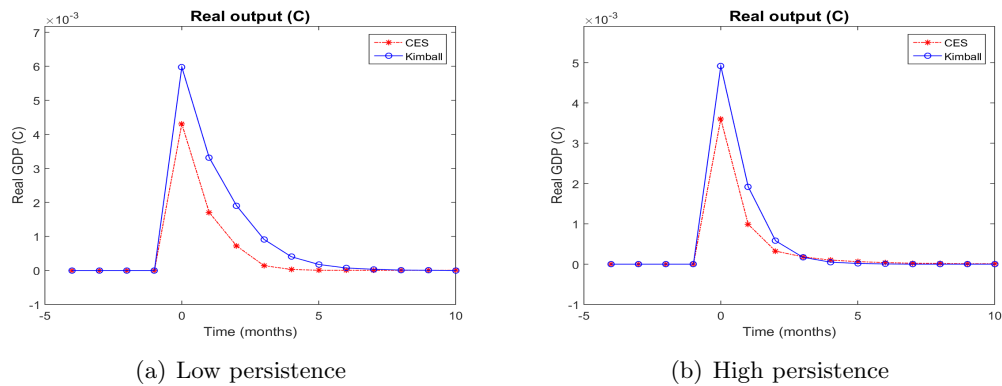 Real output (C)
×10-3
7
6
5
4
3
2
1
0
-1
Real GDP (C)
CES
Kimball
-5
0
5
10
Time (months)
(a) Low persistence
Real output (C)
×10-3
5
4
3
2
1
0
-1
Real GDP (C)
CES
Kimball
-5
0
5
10
Time (months)
(b) High persistence